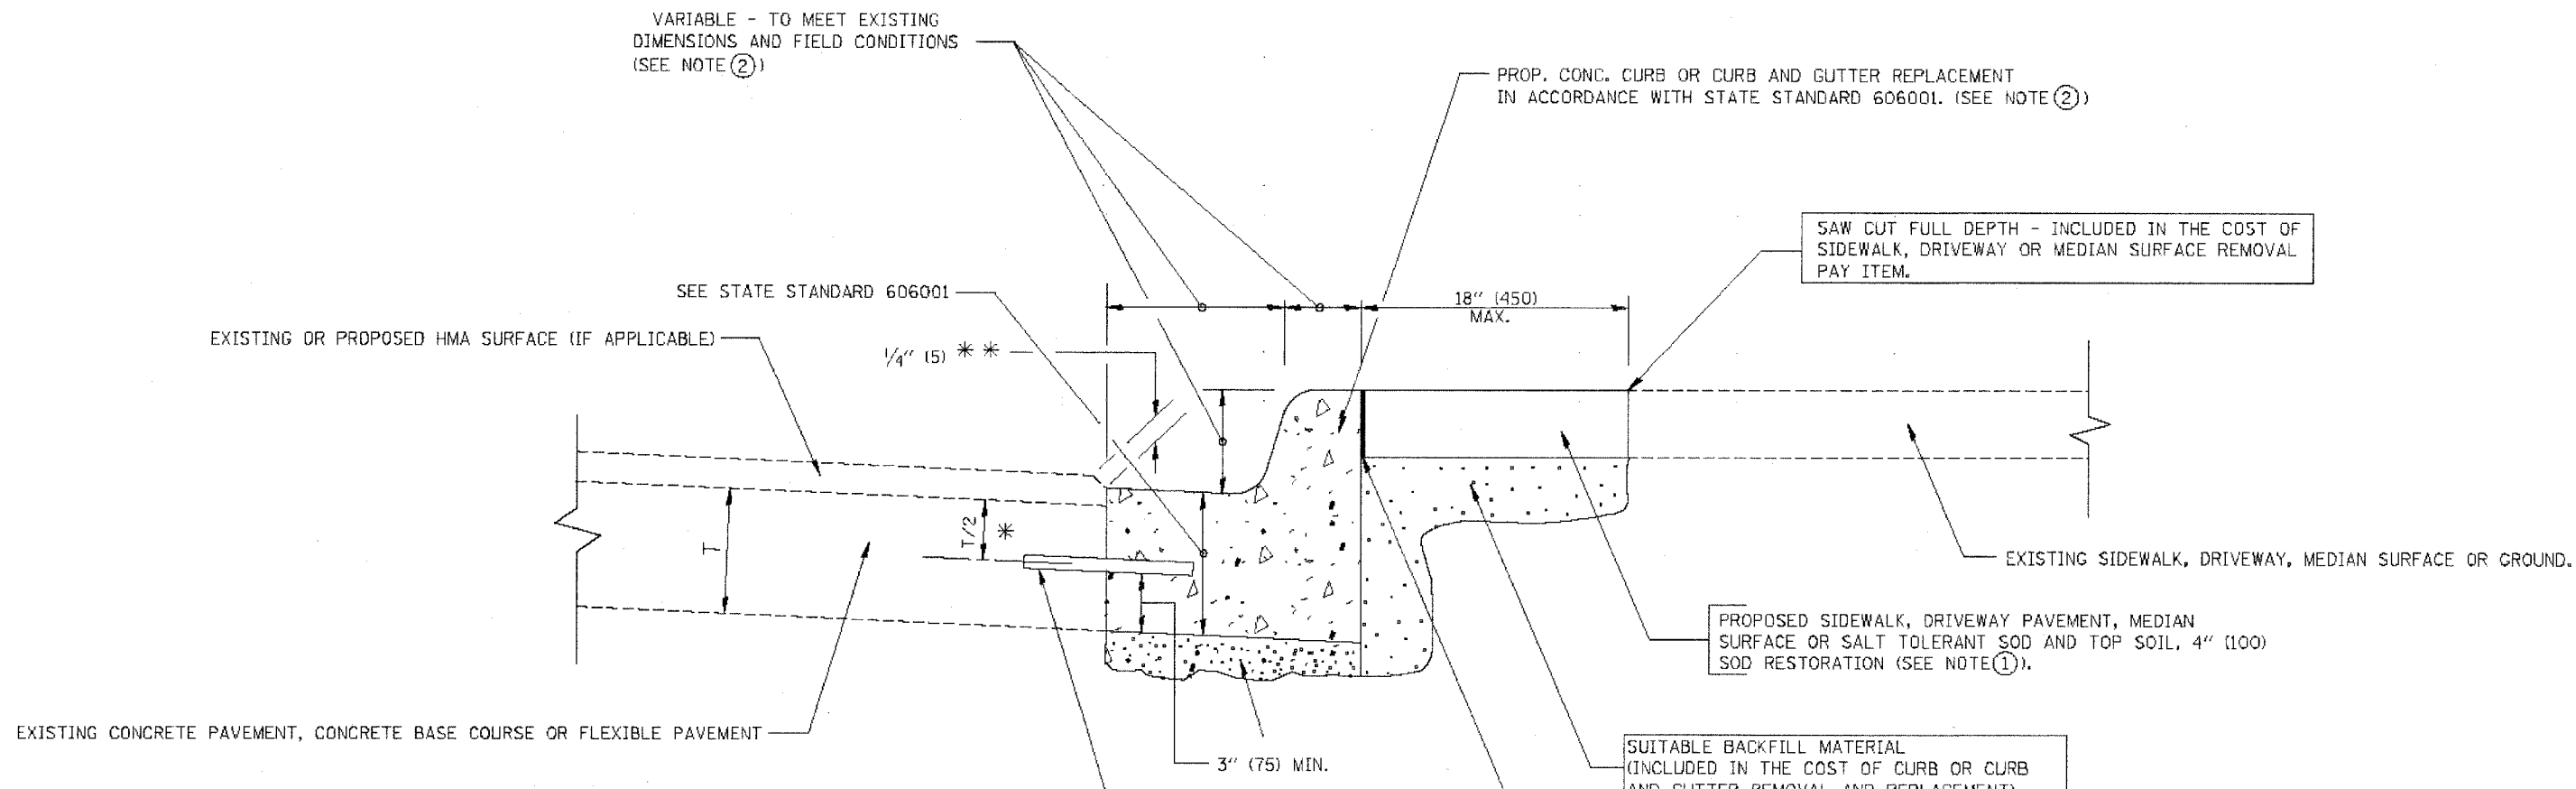 VARIABLE - TO MEET EXISTING
DIMENSIONS AND FIELD CONDITIONS
(SEE NOTE ②)
PROP. CONC. CURB OR CURB AND GUTTER REPLACEMENT
IN ACCORDANCE WITH STATE STANDARD 606001. (SEE NOTE ②)
SAW CUT FULL DEPTH - INCLUDED IN THE COST OF
SIDEWALK, DRIVEWAY OR MEDIAN SURFACE REMOVAL
PAY ITEM.
SEE STATE STANDARD 606001
18" (450)
MAX.
EXISTING OR PROPOSED HMA SURFACE (IF APPLICABLE)
1/4" (5) * *
T
T/2 *
EXISTING SIDEWALK, DRIVEWAY, MEDIAN SURFACE OR GROUND.
PROPOSED SIDEWALK, DRIVEWAY PAVEMENT, MEDIAN
SURFACE OR SALT TOLERANT SOD AND TOP SOIL, 4" (100)
SOD RESTORATION (SEE NOTE ①).
EXISTING CONCRETE PAVEMENT, CONCRETE BASE COURSE OR FLEXIBLE PAVEMENT
3" (75) MIN.
SUITABLE BACKFILL MATERIAL
(INCLUDED IN THE COST OF CURB OR CURB
AND GUTTER REMOVAL AND REPLACEMENT)